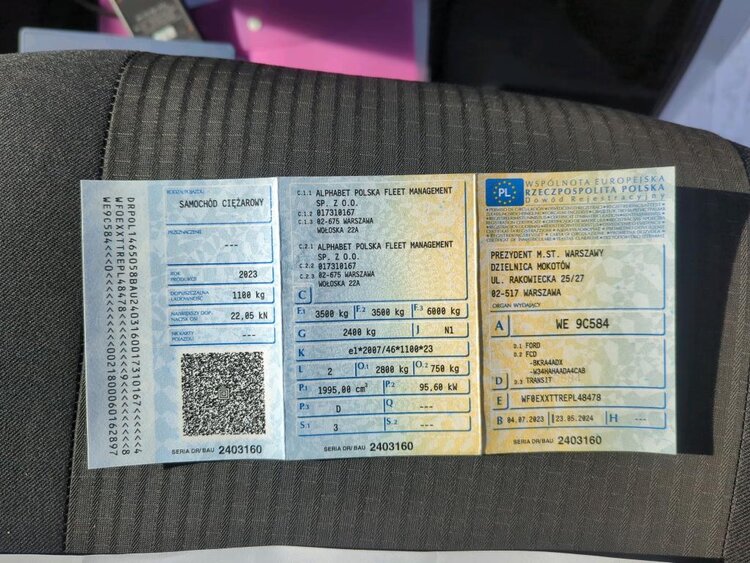 DRPOL1465058BAU2403160017310167<<<<<<<4
WF0EXXTTREPL48478<<<<<<<<<<<9<<<<<<<<8
WE9C584<<<D<<<<<<<<<<<<0021800060162897
RODZAJ POJAZDU
SAMOCHÓD CIĘŻAROWY
PRZEZNACZENIE
---
ROK PRODUKCJI 2023
DOPUSZCZALNA ŁADOWNOŚĆ 1100 kg
NAJWIĘKSZY DOP. NACISK OSI 22,05 kN
NR KARTY POJAZDU ---
SERIA DR/BAU 2403160
C.1.1 ALPHABET POLSKA FLEET MANAGEMENT
SP. Z O.O.
C.1.2 017310167
C.1.3 02-675 WARSZAWA
WOŁOSKA 22A
C.2.1 ALPHABET POLSKA FLEET MANAGEMENT
SP. Z O.O.
C.2.2 017310167
C.2.3 02-675 WARSZAWA
WOŁOSKA 22A
C
F.1 3500 kg F.2 3500 kg F.3 6000 kg
G 2400 kg J N1
K e1*2007/46*1100*23
L 2 O.1 2800 kg O.2 750 kg
P.1 1995,00 cm³ P.2 95,60 kW
P.3 D Q ---
S.1 3 S.2 ---
SERIA DR/BAU 2403160
PL
WSPÓLNOTA EUROPEJSKA
RZECZPOSPOLITA POLSKA
Dowód Rejestracyjny
PREZYDENT M.ST. WARSZAWY
DZIELNICA MOKOTÓW
UL. RAKOWIECKA 25/27
02-517 WARSZAWA
ORGAN WYDAJĄCY
A WE 9C584
D.1 FORD
D.2 FCD
-BKRA4ADX
-W34HAHAADA4CAB
D D.3 TRANSIT
E WF0EXXTTREPL48478
B 04.07.2023 I 23.05.2024 H ---
SERIA DR/BAU 2403160